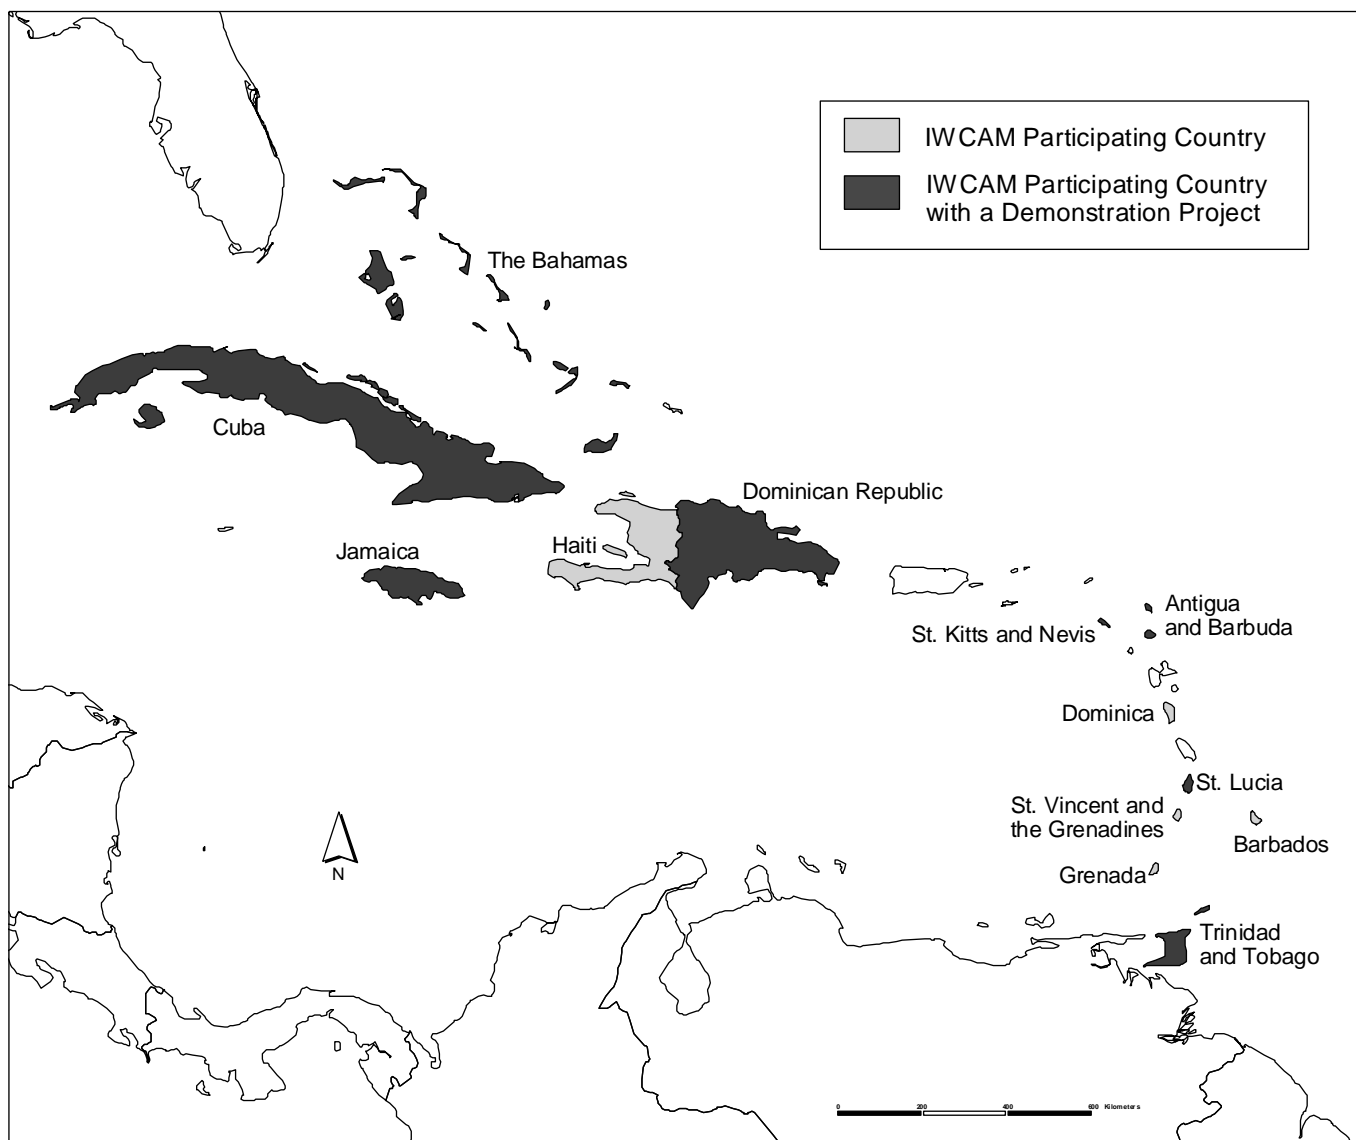 IWCAM Participating Country
IWCAM Participating Country
with a Demonstration Project
The Bahamas
Cuba
Dominican Republic
Haiti
Jamaica
Antigua
and Barbuda
St. Kitts and Nevis
Dominica
St. Lucia
St. Vincent and
the Grenadines
Barbados
Grenada
N
Trinidad
and Tobago
0 200 400 600 Kilometers